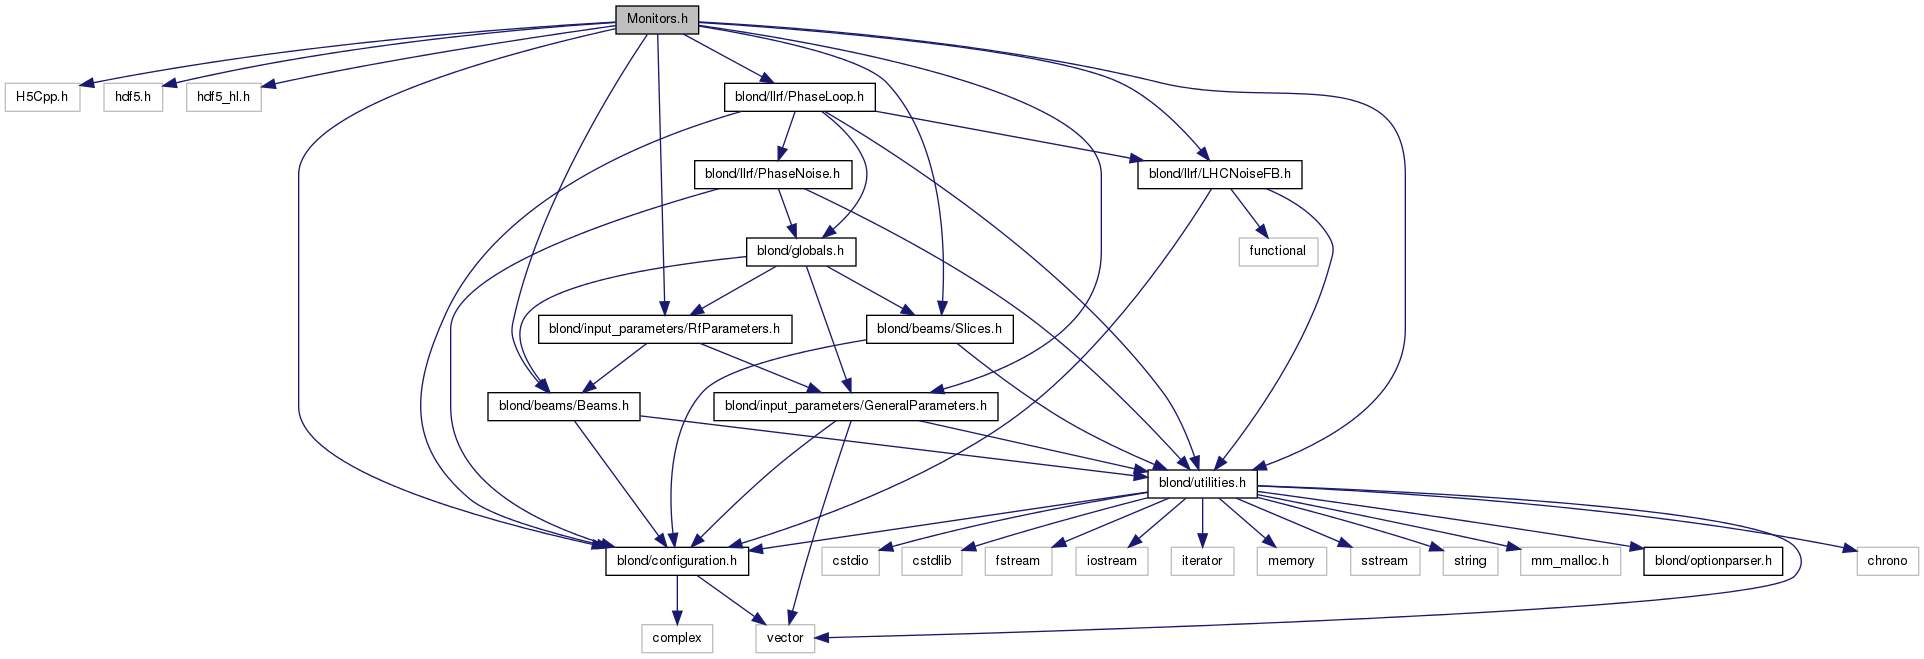 Monitors.h
H5Cpp.h
hdf5.h
hdf5_hl.h
blond/llrf/PhaseLoop.h
blond/llrf/PhaseNoise.h
blond/llrf/LHCNoiseFB.h
blond/globals.h
functional
blond/input_parameters/RfParameters.h
blond/beams/Slices.h
blond/beams/Beams.h
blond/input_parameters/GeneralParameters.h
blond/utilities.h
blond/configuration.h
cstdio
cstdlib
fstream
iostream
iterator
memory
sstream
string
mm_malloc.h
blond/optionparser.h
chrono
complex
vector